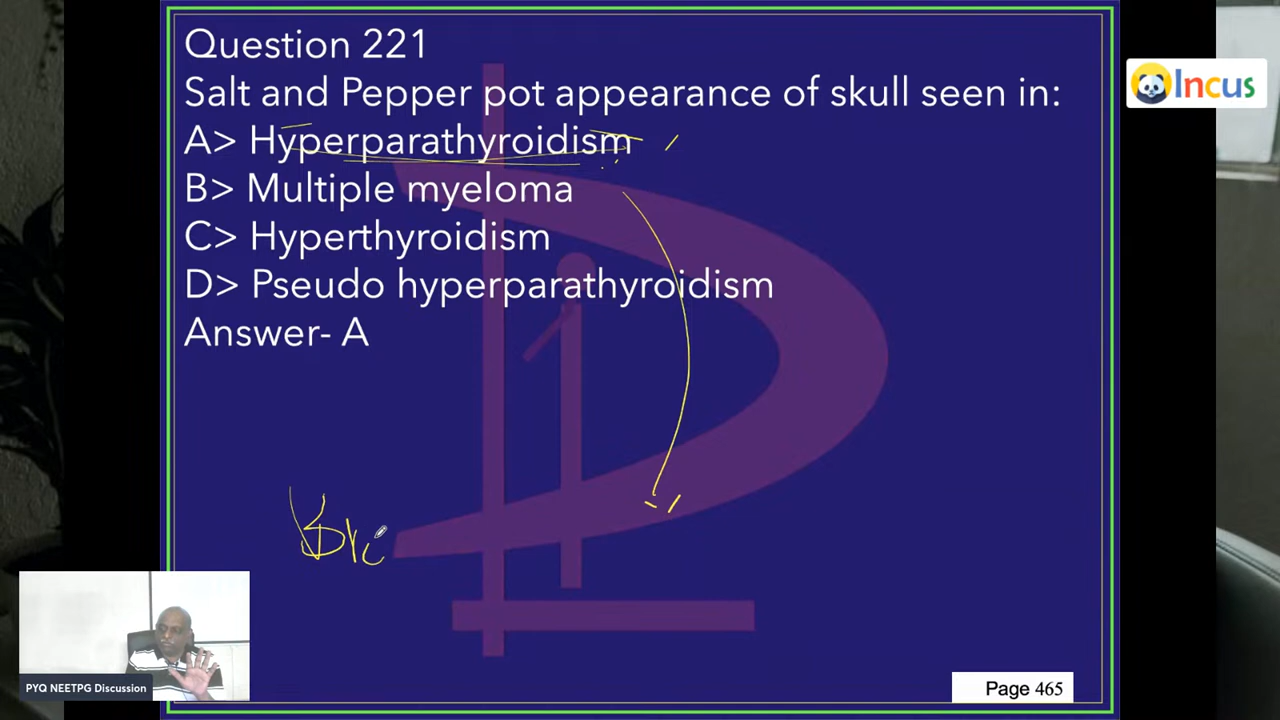 Question 221
Salt and Pepper pot appearance of skull seen in:
A> Hyperparathyroidism
B> Multiple myeloma
C> Hyperthyroidism
D> Pseudo hyperparathyroidism
Answer- A
Incus
PYQ NEETPG Discussion
Page 465